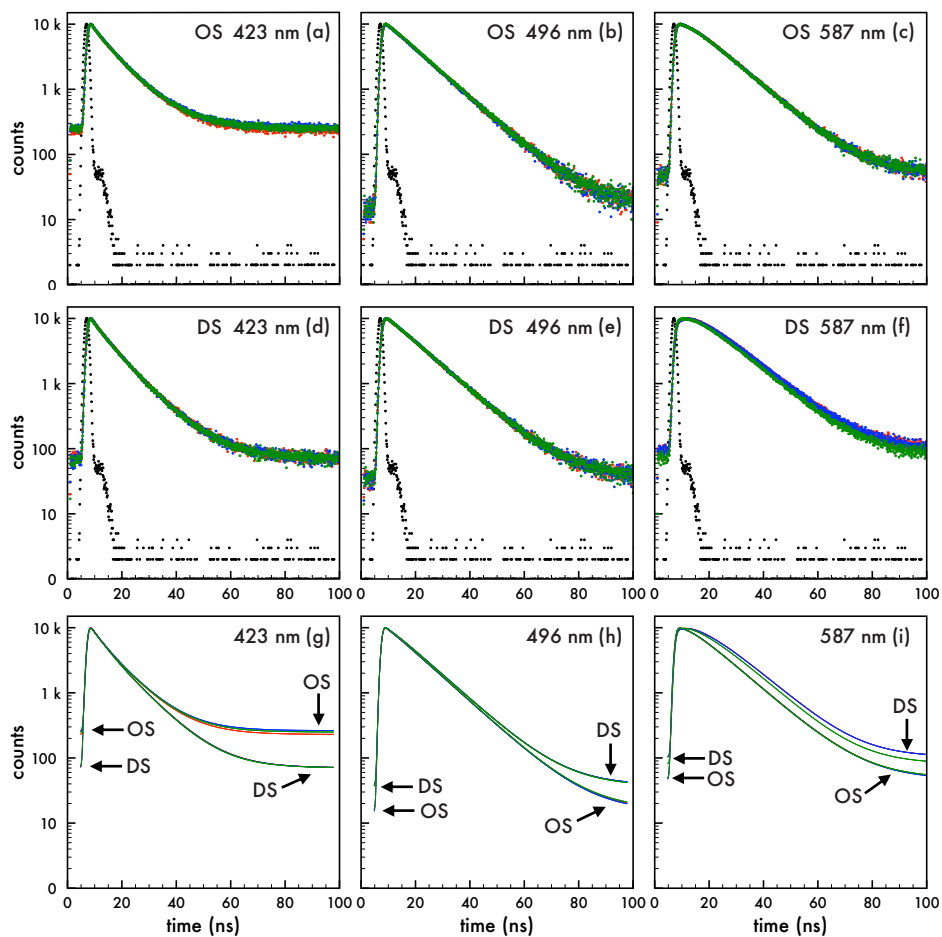 OS 423 nm (a)
OS 496 nm (b)
OS 587 nm (c)
counts
10 k
1 k
100
10
0
DS 423 nm (d)
DS 496 nm (e)
DS 587 nm (f)
counts
10 k
1 k
100
10
0
0 20 40 60 80 100
0 20 40 60 80 100
0 20 40 60 80 100
423 nm (g)
496 nm (h)
587 nm (i)
counts
10 k
1 k
100
10
0
OS
OS
DS
DS
DS
DS
OS
OS
DS
DS
OS
OS
0 20 40 60 80 100
0 20 40 60 80 100
0 20 40 60 80 100
time (ns)
time (ns)
time (ns)